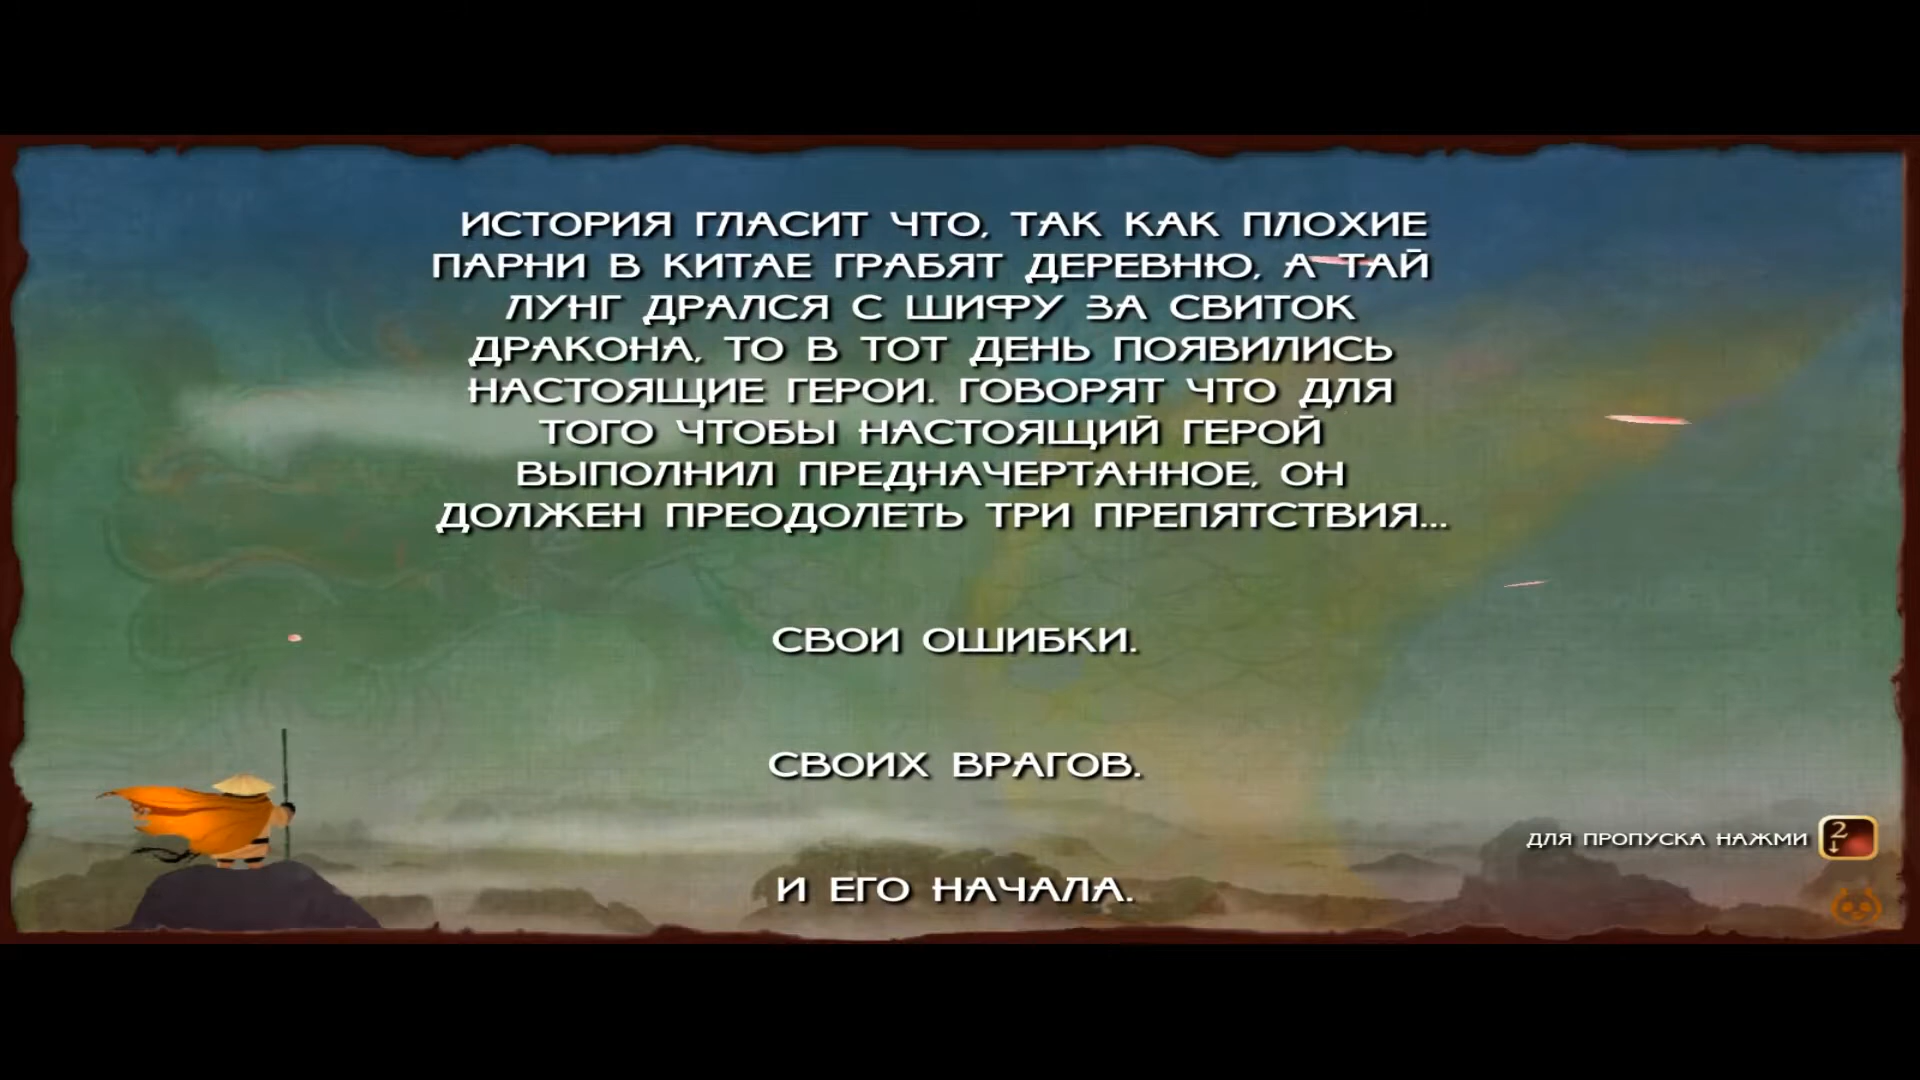 ИСТОРИЯ ГЛАСИТ ЧТО, ТАК КАК ПЛОХИЕ
ПАРНИ В КИТАЕ ГРАБЯТ ДЕРЕВНЮ, А ТАЙ
ЛУНГ ДРАЛСЯ С ШИФУ ЗА СВИТОК
ДРАКОНА, ТО В ТОТ ДЕНЬ ПОЯВИЛИСЬ
НАСТОЯЩИЕ ГЕРОИ. ГОВОРЯТ ЧТО ДЛЯ
ТОГО ЧТОБЫ НАСТОЯЩИЙ ГЕРОЙ
ВЫПОЛНИЛ ПРЕДНАЧЕРТАННОЕ, ОН
ДОЛЖЕН ПРЕОДОЛЕТЬ ТРИ ПРЕПЯТСТВИЯ...
СВОИ ОШИБКИ.
СВОИХ ВРАГОВ.
ДЛЯ ПРОПУСКА НАЖМИ 2↓
И ЕГО НАЧАЛА.